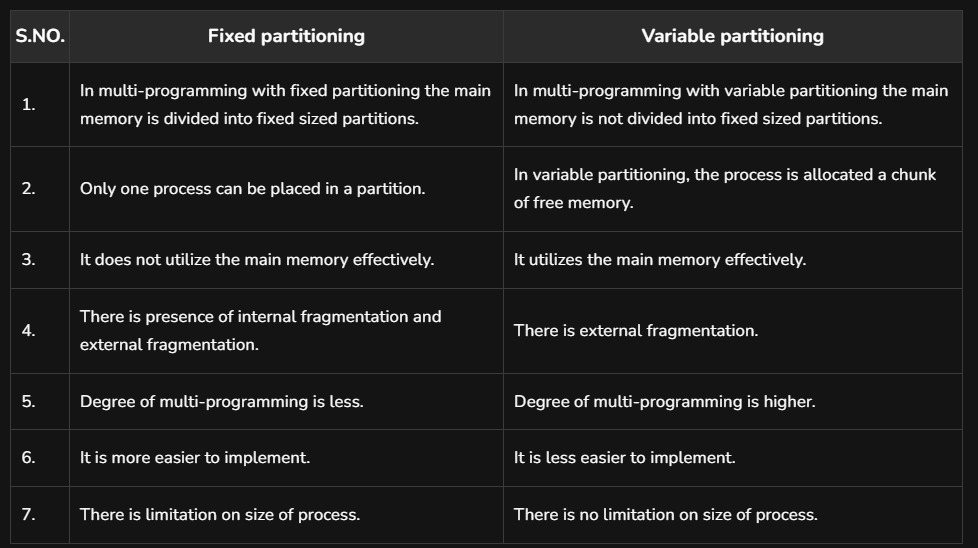 S.NO. Fixed partitioning Variable partitioning
1. In multi-programming with fixed partitioning the main
memory is divided into fixed sized partitions.
In multi-programming with variable partitioning the main
memory is not divided into fixed sized partitions.
2. Only one process can be placed in a partition.
In variable partitioning, the process is allocated a chunk
of free memory.
3. It does not utilize the main memory effectively. It utilizes the main memory effectively.
4. There is presence of internal fragmentation and
external fragmentation.
There is external fragmentation.
5. Degree of multi-programming is less. Degree of multi-programming is higher.
6. It is more easier to implement. It is less easier to implement.
7. There is limitation on size of process. There is no limitation on size of process.